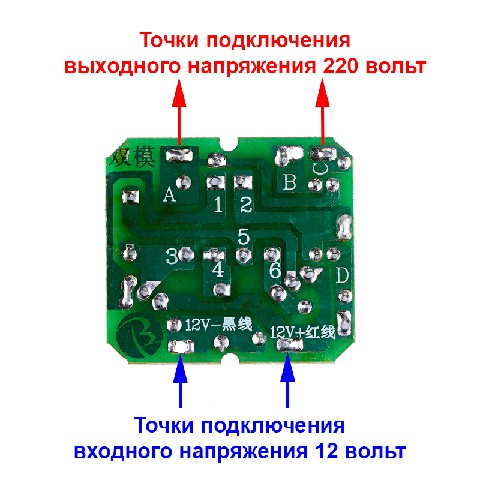 Точки подключения
выходного напряжения 220 вольт
双模
A
B
C
1 2
5
3 4 6
D
12V-黑线 12V+红线
Точки подключения
входного напряжения 12 вольт